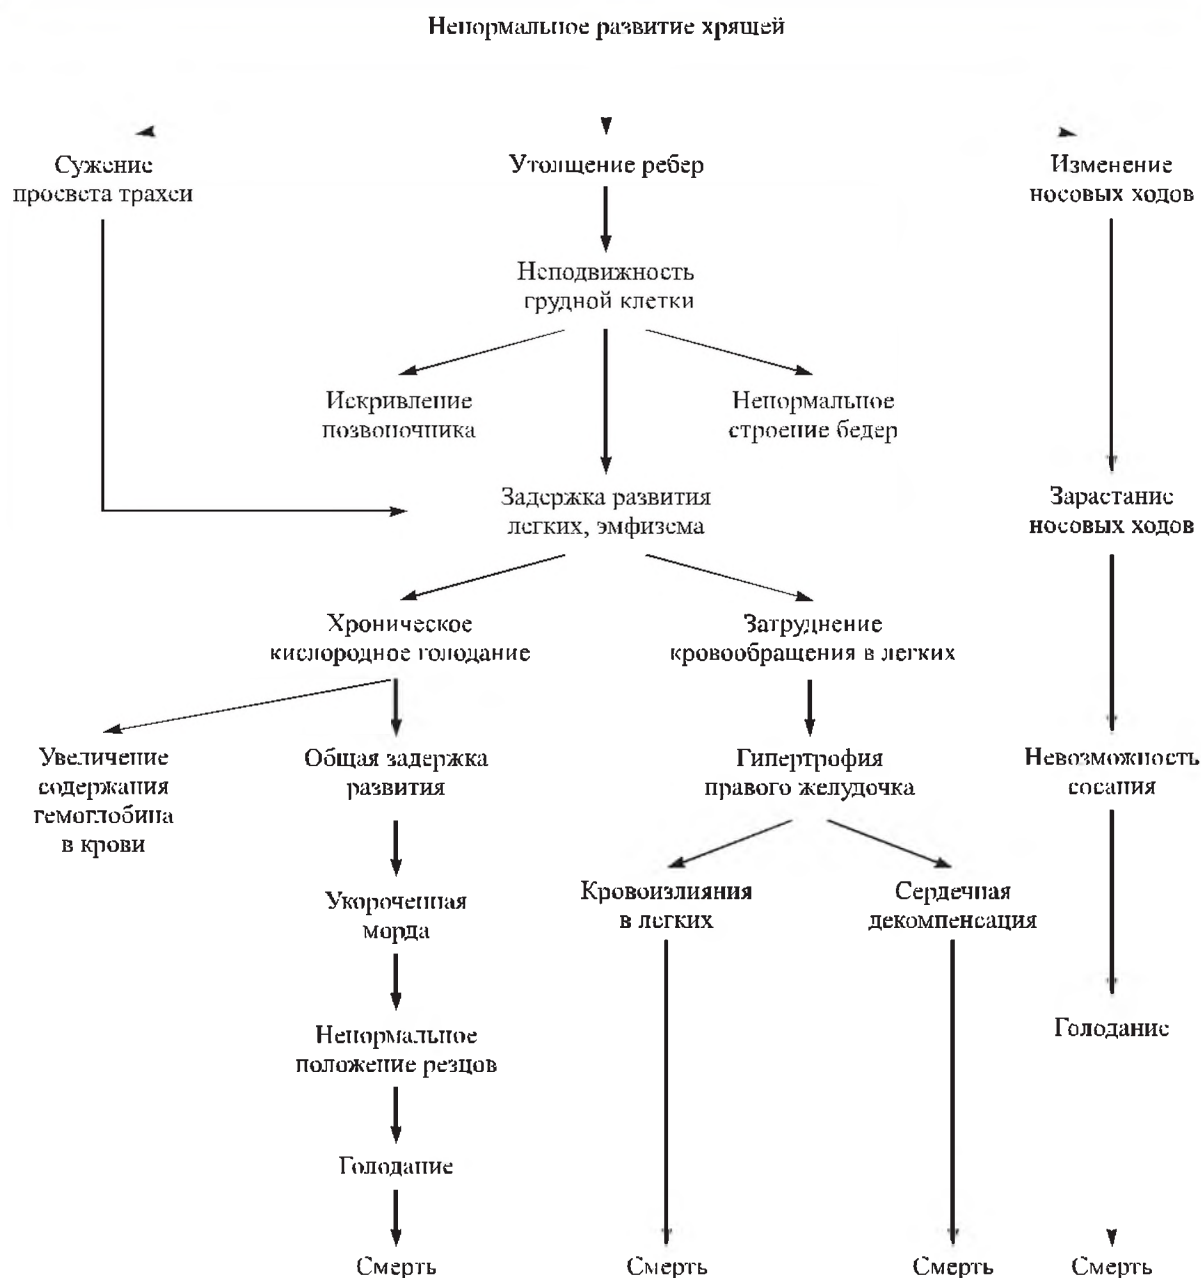 Ненормальное развитие хрящей
Сужение
просвета трахеи
Утолщение ребер
Изменение
носовых ходов
Неподвижность
грудной клетки
Искривление
позвоночника
Ненормальное
строение бедер
Задержка развития
легких, эмфизема
Зарастание
носовых ходов
Хроническое
кислородное голодание
Затруднение
кровообращения в легких
Увеличение
содержания
гемоглобина
в крови
Общая задержка
развития
Гипертрофия
правого желудочка
Невозможность
сосания
Укороченная
морда
Кровоизлияния
в легких
Сердечная
декомпенсация
Ненормальное
положение резцов
Голодание
Голодание
Смерть
Смерть
Смерть
Смерть